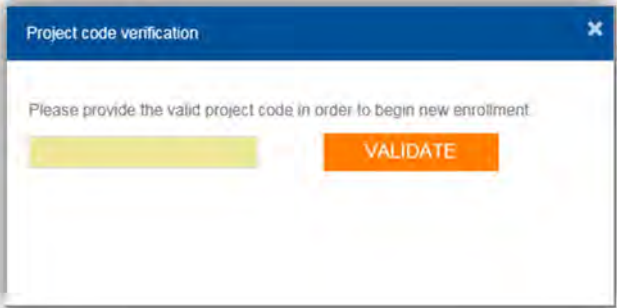 Project code verification
Please provide the valid project code in order to begin new enrollment
VALIDATE